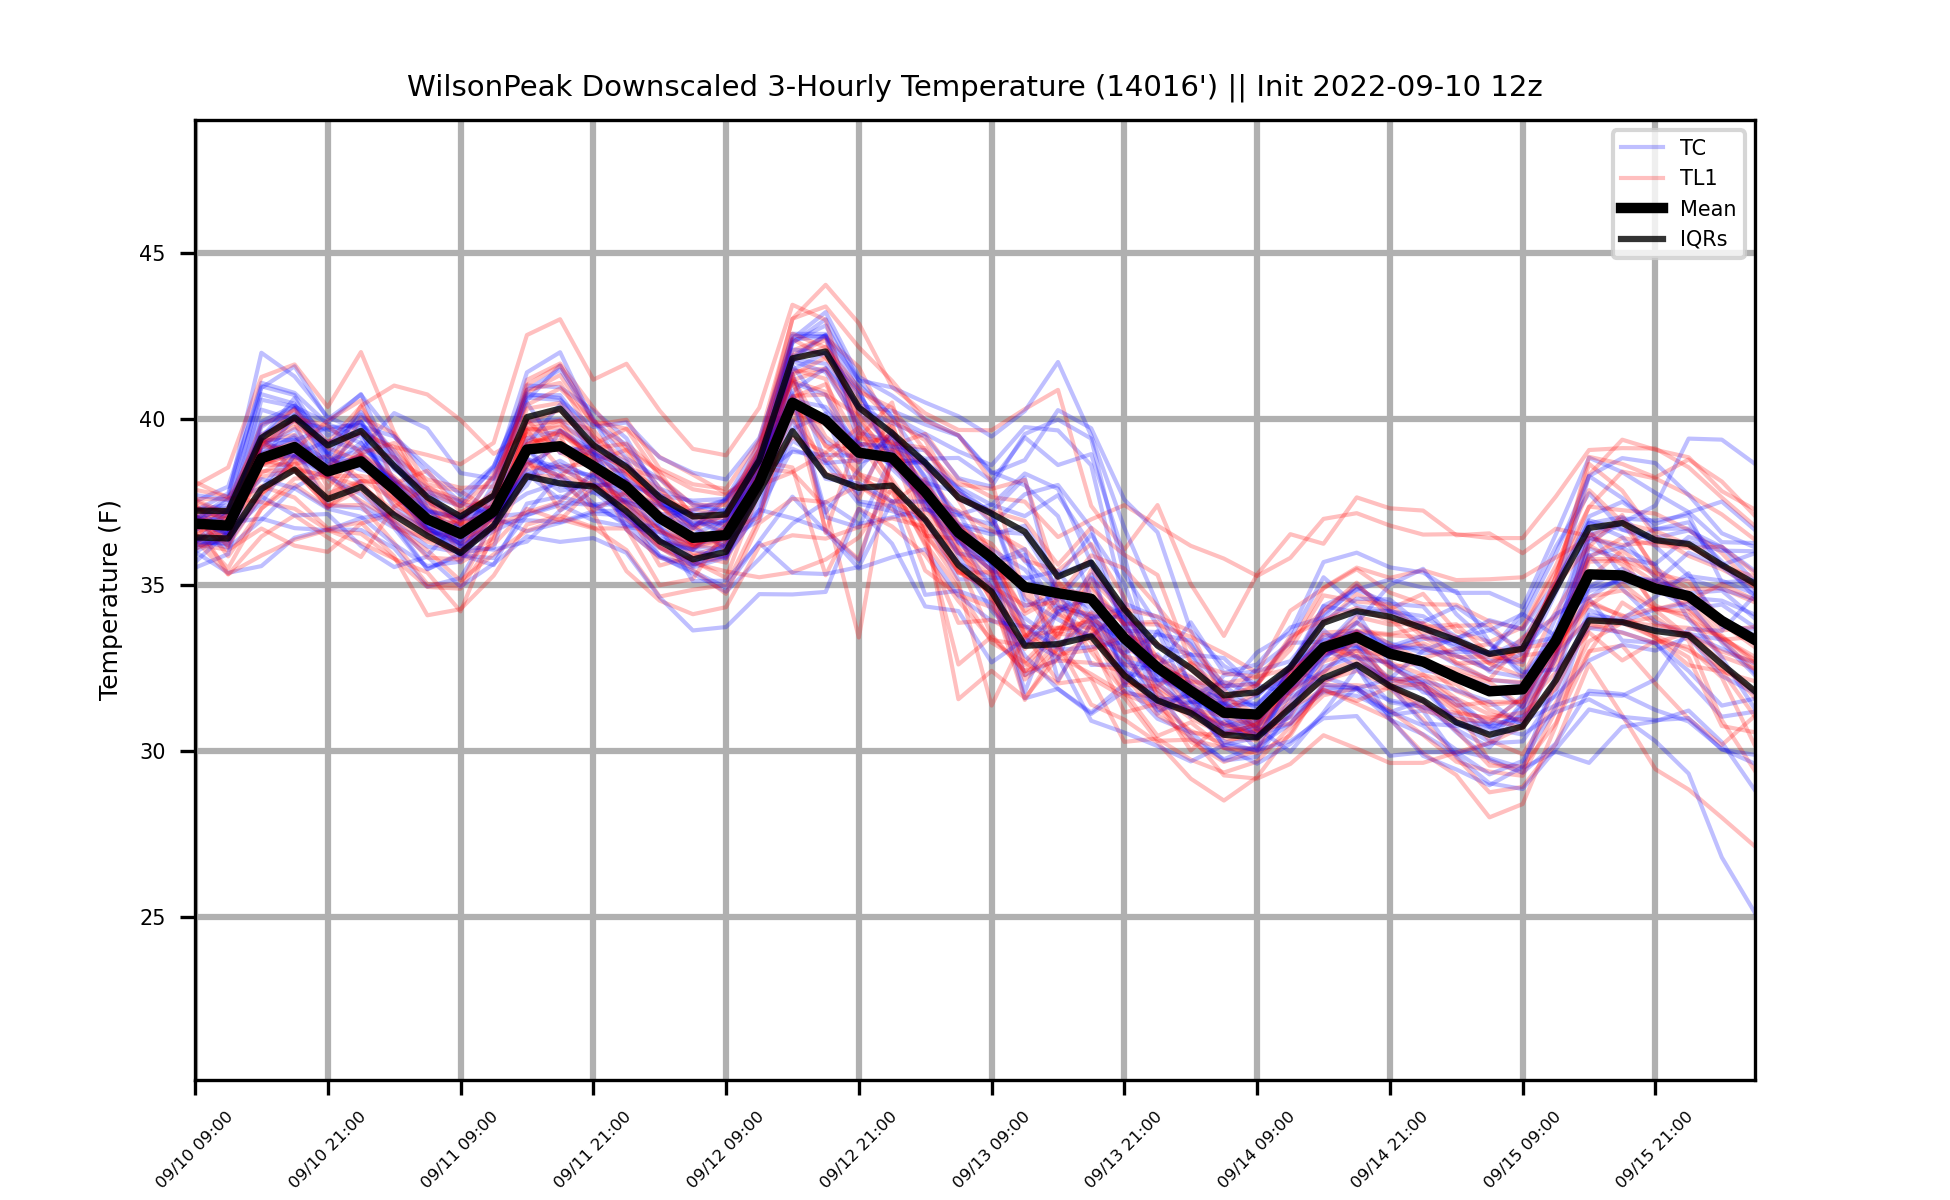 WilsonPeak Downscaled 3-Hourly Temperature (14016') || Init 2022-09-10 12z
TC
TL1
Mean
IQRs
Temperature (F)
45
40
35
30
25
09/10 09:00
09/10 21:00
09/11 09:00
09/11 21:00
09/12 09:00
09/12 21:00
09/13 09:00
09/13 21:00
09/14 09:00
09/14 21:00
09/15 09:00
09/15 21:00